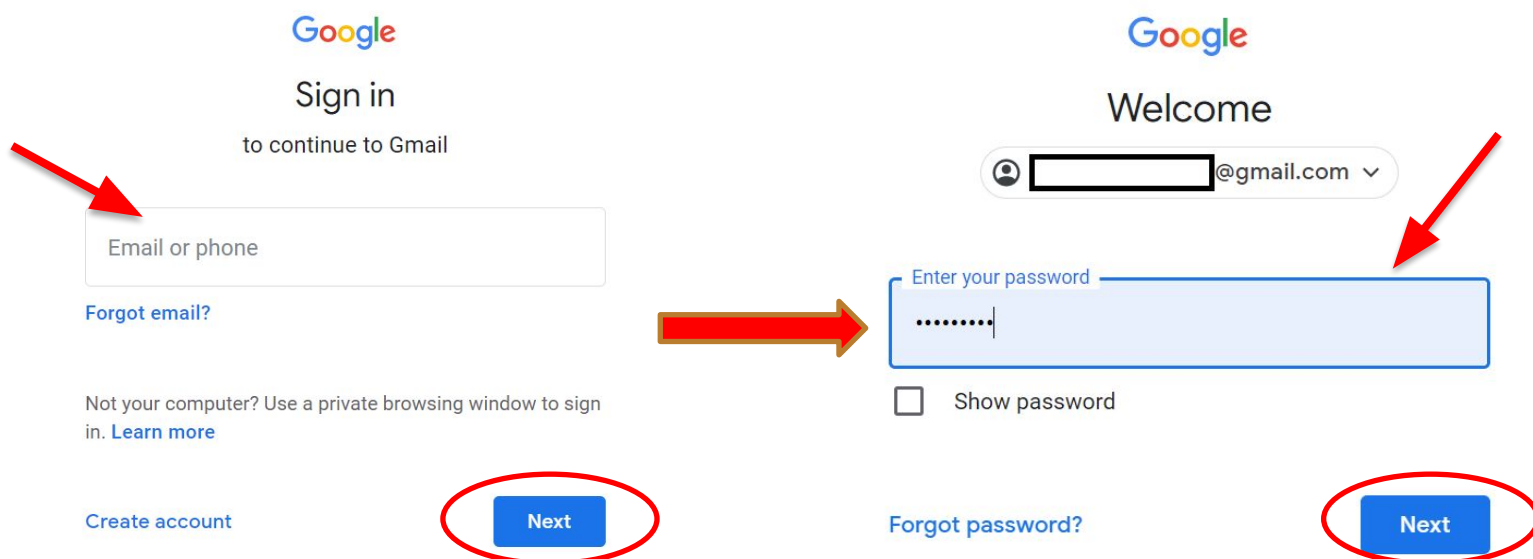 Google
Sign in
to continue to Gmail
Email or phone
Forgot email?
Not your computer? Use a private browsing window to sign
in. Learn more
Create account
Next
Google
Welcome
@gmail.com
Enter your password
•••••••••
Show password
Forgot password?
Next